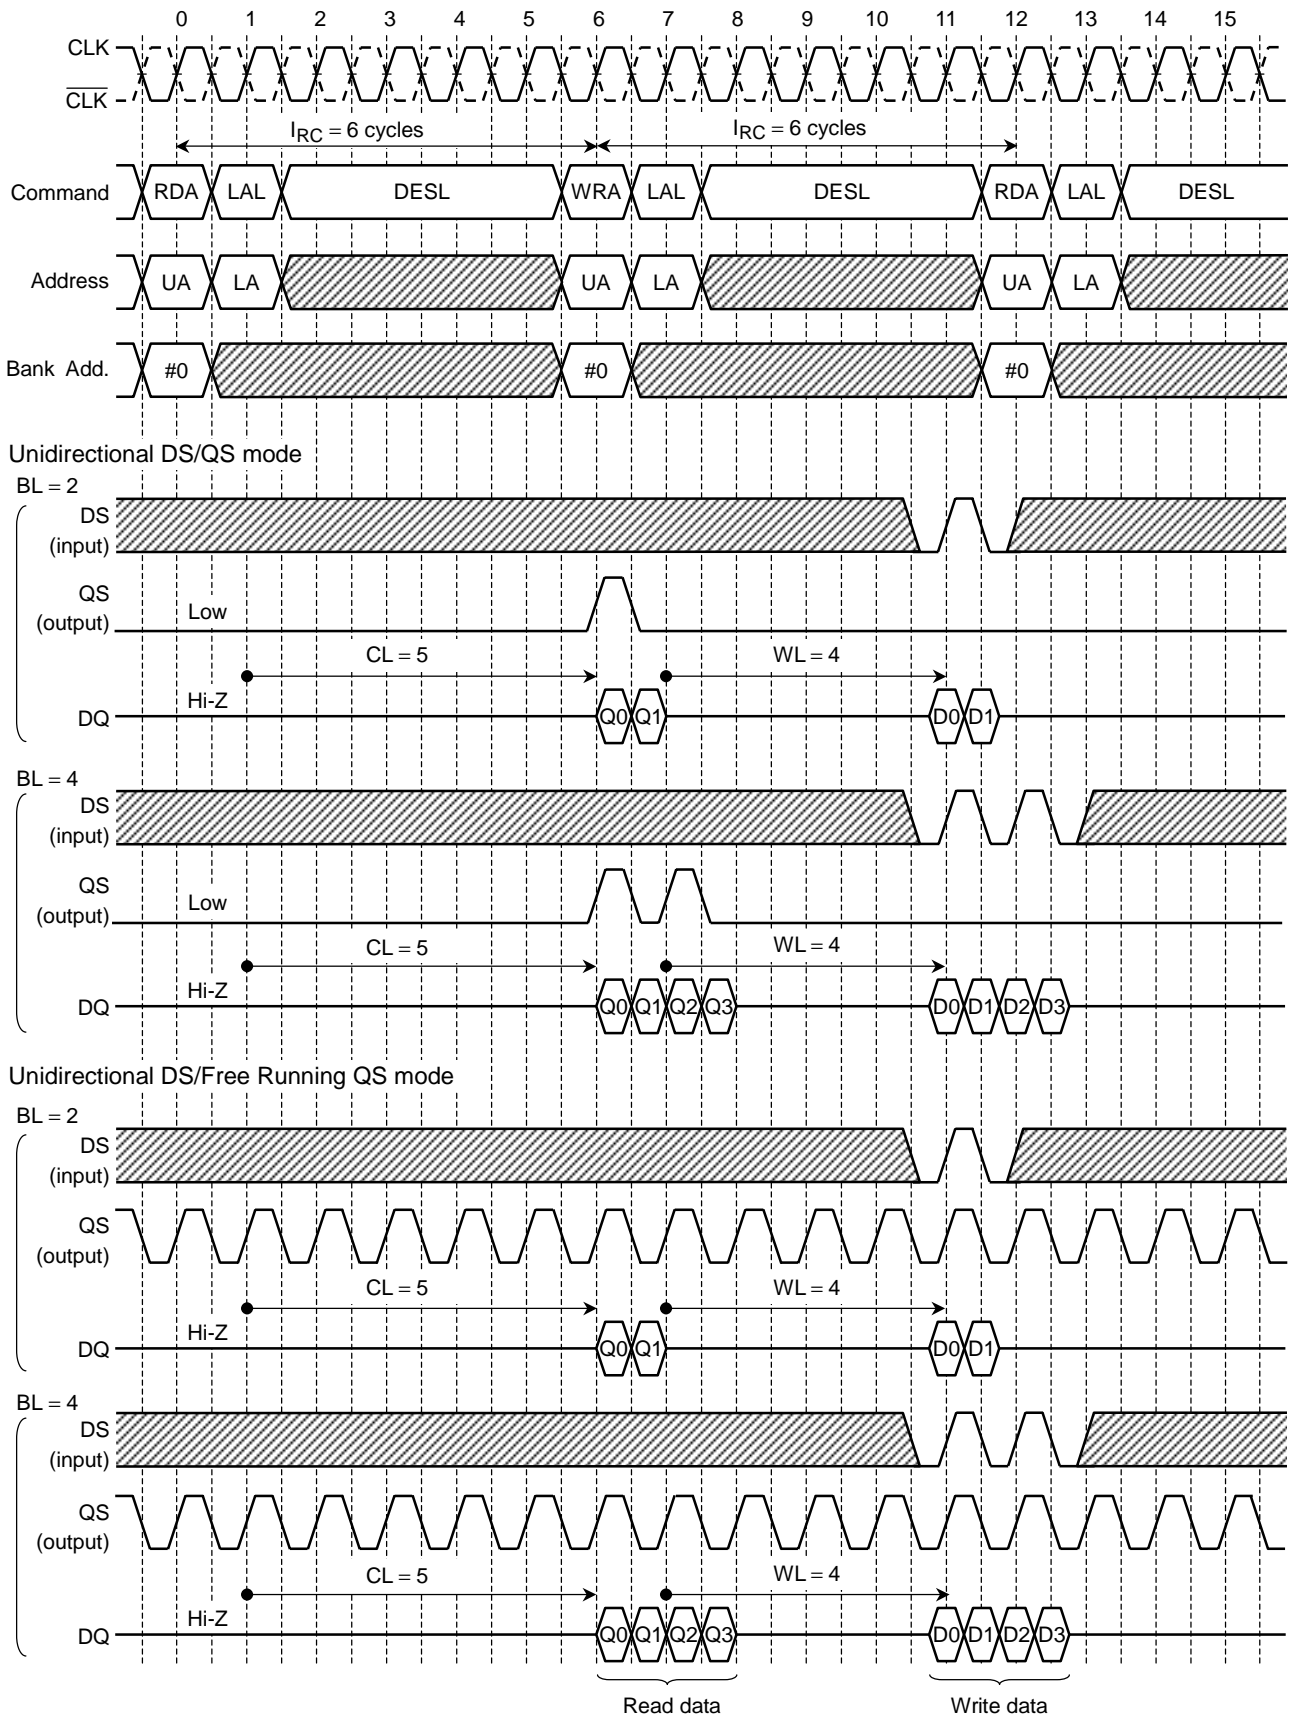 0 1 2 3 4 5 6 7 8 9 10 11 12 13 14 15
CLK
CLK
IRC = 6 cycles IRC = 6 cycles
Command RDA LAL DESL WRA LAL DESL RDA LAL DESL
Address UA LA UA LA UA LA
Bank Add. #0 #0 #0
Unidirectional DS/QS mode
BL = 2
DS
(input)
QS
(output) Low
CL = 5 WL = 4
DQ Hi-Z Q0 Q1 D0 D1
BL = 4
DS
(input)
QS
(output) Low
CL = 5 WL = 4
DQ Hi-Z Q0 Q1 Q2 Q3 D0 D1 D2 D3
Unidirectional DS/Free Running QS mode
BL = 2
DS
(input)
QS
(output)
CL = 5 WL = 4
DQ Hi-Z Q0 Q1 D0 D1
BL = 4
DS
(input)
QS
(output)
CL = 5 WL = 4
DQ Hi-Z Q0 Q1 Q2 Q3 D0 D1 D2 D3
Read data Write data